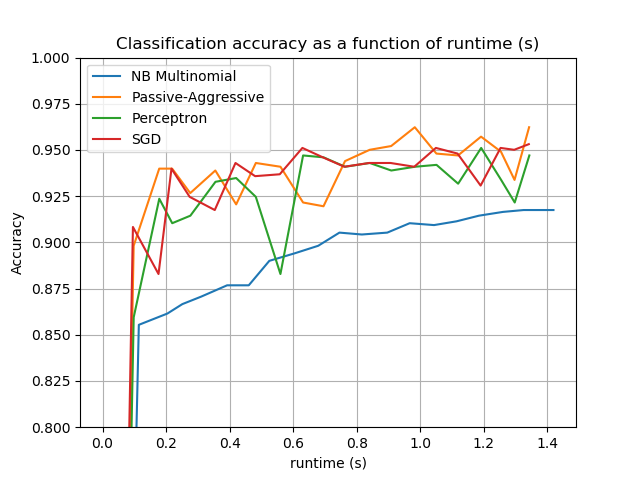 Classification accuracy as a function of runtime (s)
NB Multinomial
Passive-Aggressive
Perceptron
SGD
Accuracy
1.000
0.975
0.950
0.925
0.900
0.875
0.850
0.825
0.800
0.0 0.2 0.4 0.6 0.8 1.0 1.2 1.4
runtime (s)